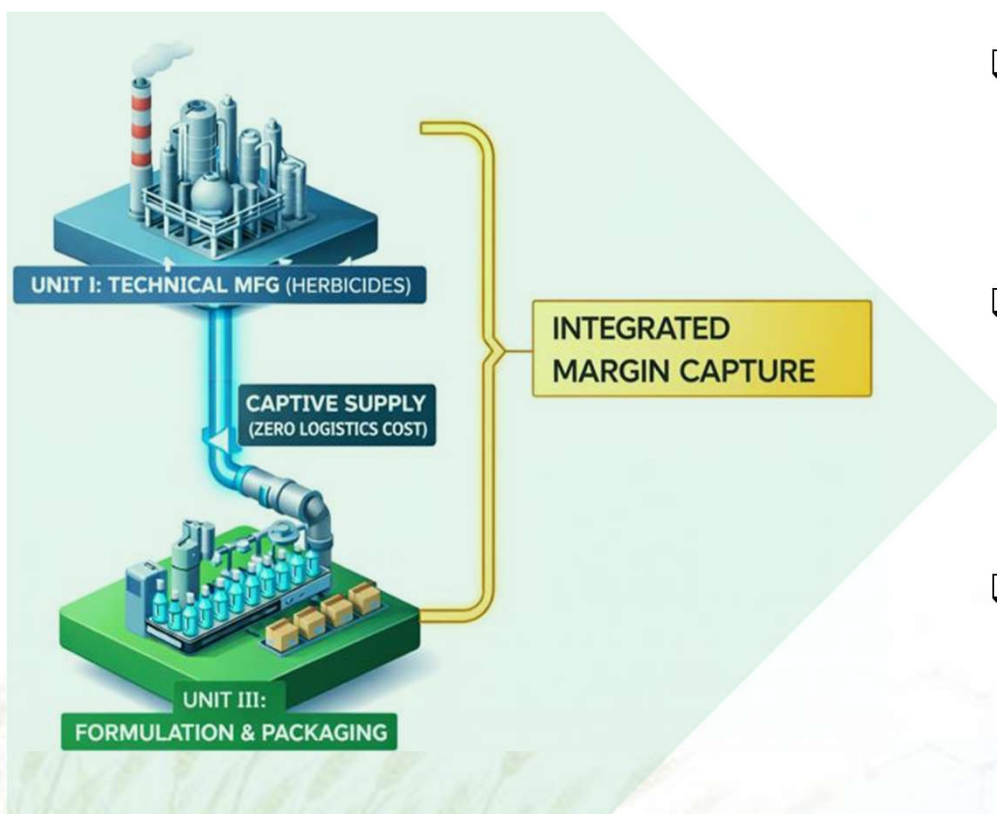 UNIT I: TECHNICAL MFG (HERBICIDES)
CAPTIVE SUPPLY
(ZERO LOGISTICS COST)
INTEGRATED
MARGIN CAPTURE
UNIT III:
FORMULATION & PACKAGING